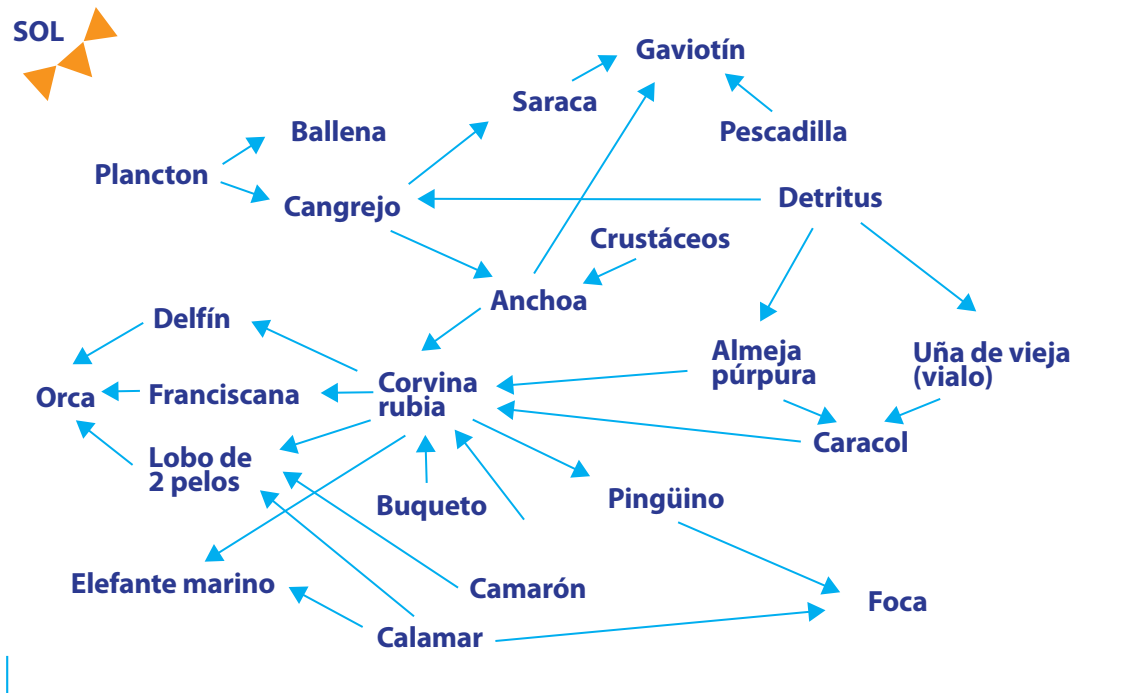 SOL
Gaviotín
Saraca
Ballena
Pescadilla
Plancton
Cangrejo
Detritus
Crustáceos
Anchoa
Delfín
Almeja
púrpura
Uña de vieja
(vialo)
Orca
Franciscana
Corvina
rubia
Caracol
Lobo de
2 pelos
Buqueto
Pingüino
Elefante marino
Camarón
Foca
Calamar